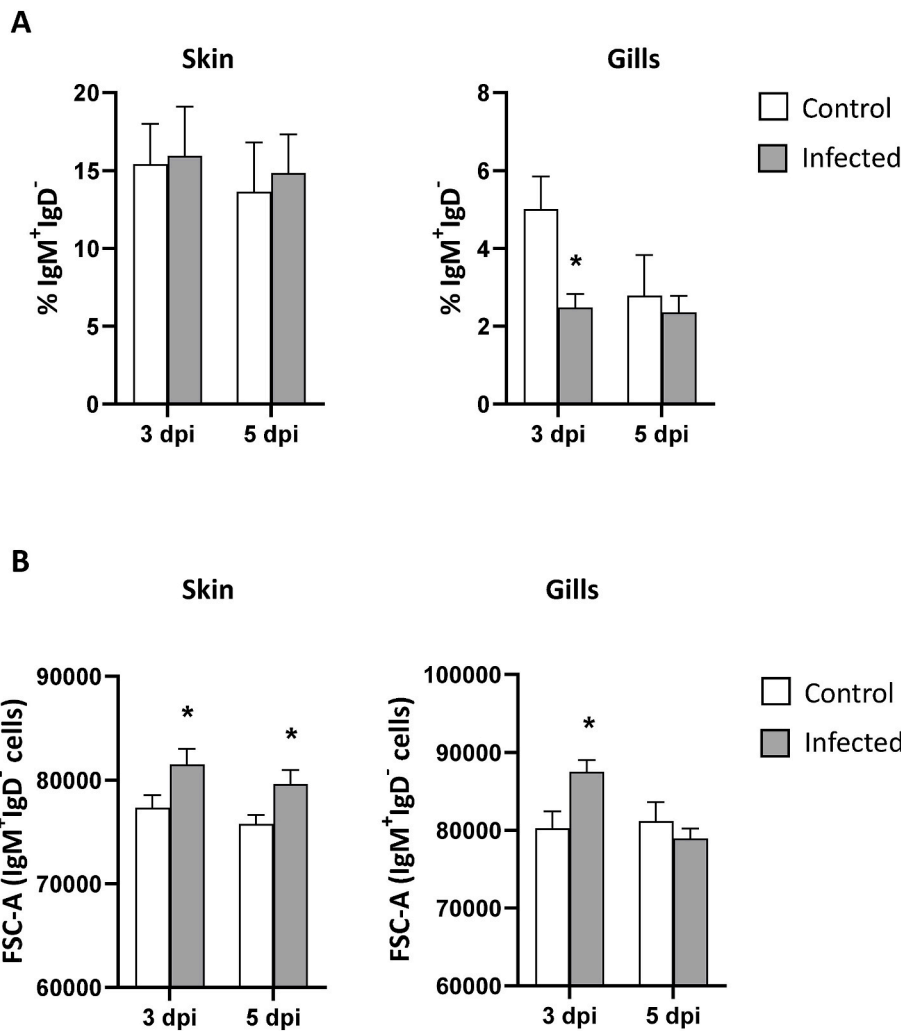 A
Skin
Gills
% IgM⁺IgD⁻
20
15
10
5
0
3 dpi
5 dpi
% IgM⁺IgD⁻
8
6
4
2
0
*
3 dpi
5 dpi
Control
Infected
B
Skin
Gills
FSC-A (IgM⁺IgD⁻ cells)
90000
80000
70000
60000
*
*
3 dpi
5 dpi
FSC-A (IgM⁺IgD⁻ cells)
100000
90000
80000
70000
60000
*
3 dpi
5 dpi
Control
Infected